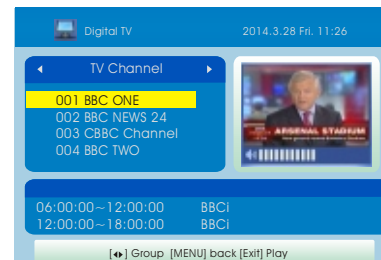 Digital TV 2014.3.28 Fri. 11:26
TV Channel
001 BBC ONE
002 BBC NEWS 24
003 CBBC Channel
004 BBC TWO
ARSENAL STADIUM
06:00:00~12:00:00 BBCi
12:00:00~18:00:00 BBCi
[◂▸] Group [MENU] back [Exit] Play